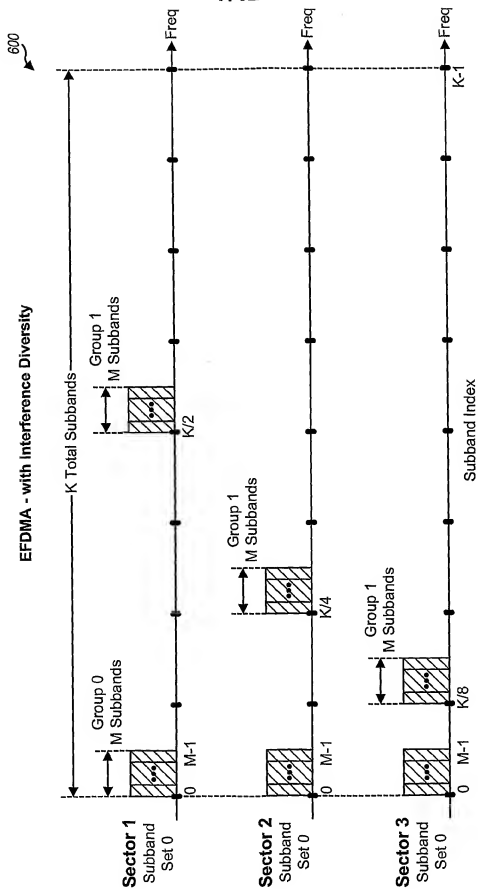 600
EFDMA - with Interference Diversity
K Total Subbands
Group 0
M Subbands
Group 1
M Subbands
Sector 1
Subband
Set 0
0
M-1
K/2
Freq
Group 1
M Subbands
Sector 2
Subband
Set 0
0
M-1
K/4
Freq
Group 1
M Subbands
Sector 3
Subband
Set 0
0
M-1
K/8
K-1
Freq
Subband Index